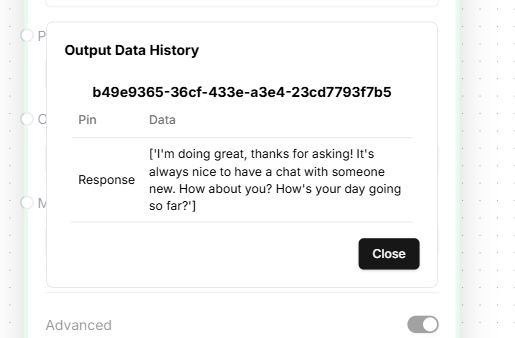 P
Output Data History
b49e9365-36cf-433e-a3e4-23cd7793f7b5
Pin Data
['I'm doing great, thanks for asking! It's
always nice to have a chat with someone
Response
new. How about you? How's your day going
so far?']
Close
Advanced